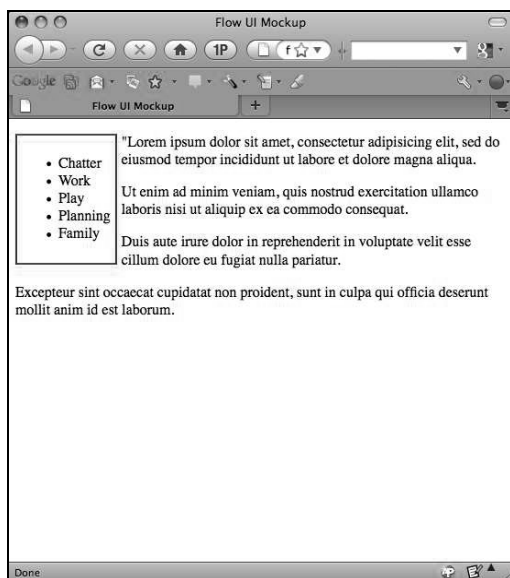 Flow UI Mockup
1P
f
Google
Flow UI Mockup
+
• Chatter
• Work
• Play
• Planning
• Family
"Lorem ipsum dolor sit amet, consectetur adipisicing elit, sed do
eiusmod tempor incididunt ut labore et dolore magna aliqua.
Ut enim ad minim veniam, quis nostrud exercitation ullamco
laboris nisi ut aliquip ex ea commodo consequat.
Duis aute irure dolor in reprehenderit in voluptate velit esse
cillum dolore eu fugiat nulla pariatur.
Excepteur sint occaecat cupidatat non proident, sunt in culpa qui officia deserunt
mollit anim id est laborum.
Done